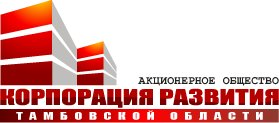 АКЦИОНЕРНОЕ ОБЩЕСТВО
КОРПОРАЦИЯ РАЗВИТИЯ
ТАМБОВСКОЙ ОБЛАСТИ